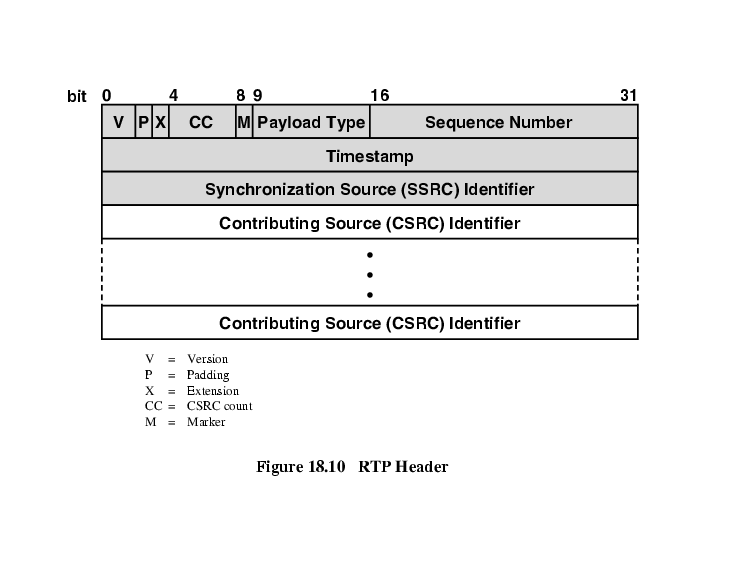 bit 0 4 8 9 16 31
V P X CC M Payload Type Sequence Number
Timestamp
Synchronization Source (SSRC) Identifier
Contributing Source (CSRC) Identifier
Contributing Source (CSRC) Identifier
V = Version
P = Padding
X = Extension
CC = CSRC count
M = Marker
Figure 18.10 RTP Header